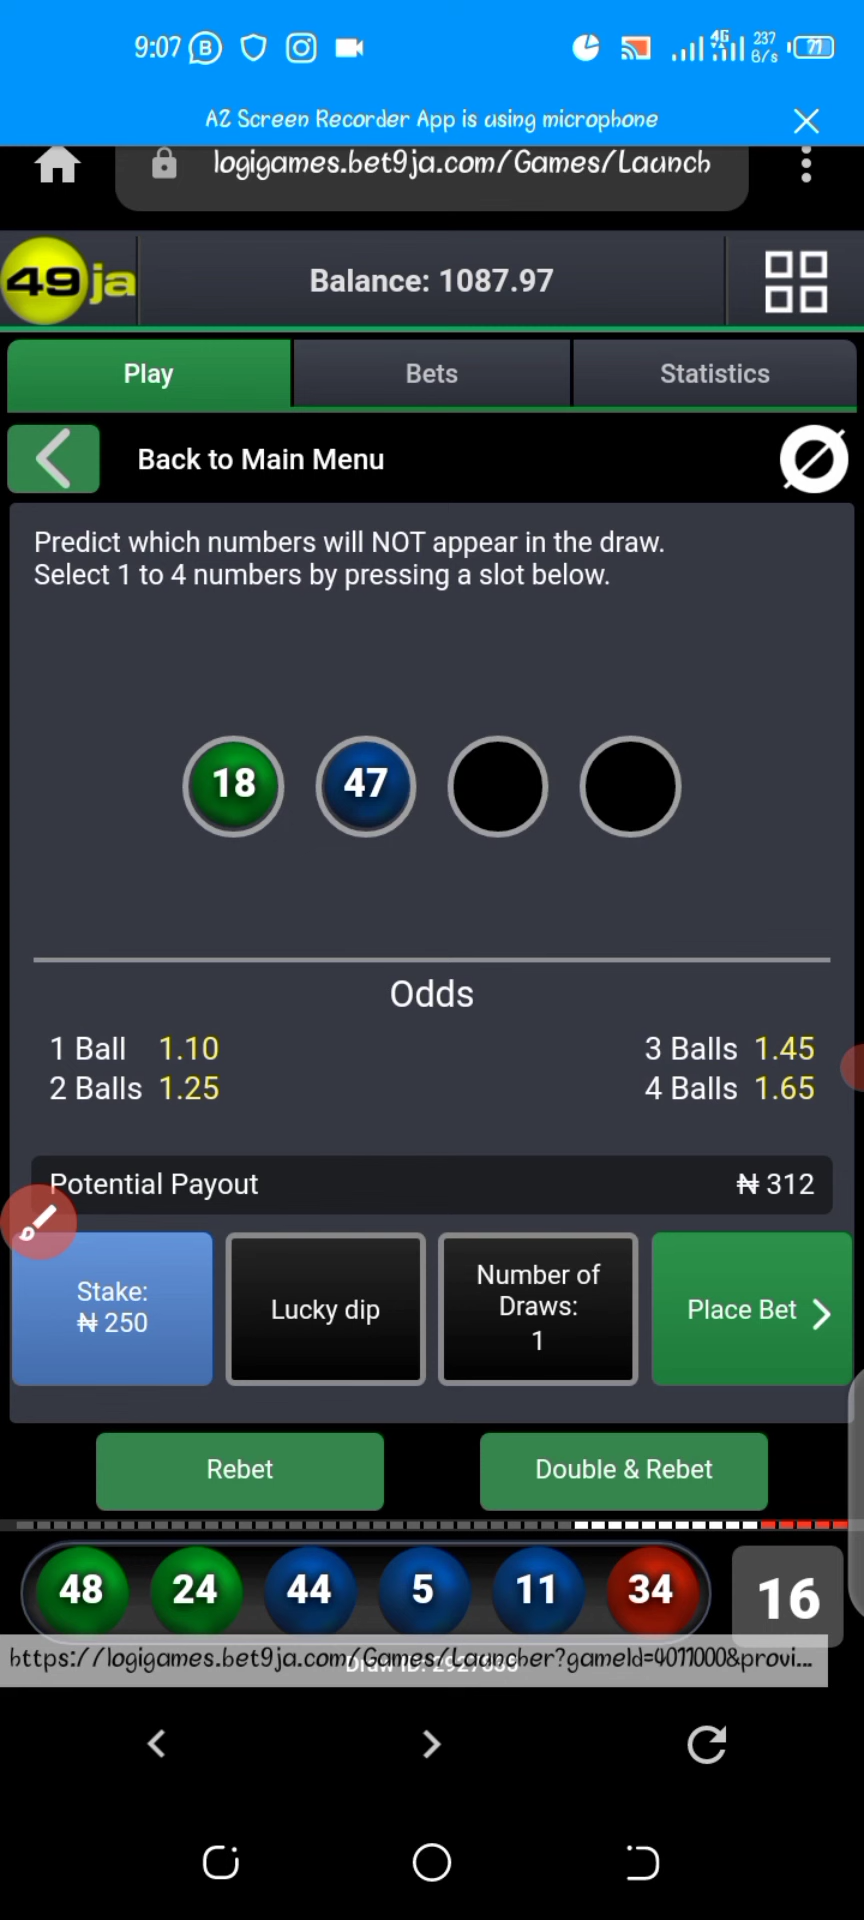 9:07 B 4G 237 B/s 71
AZ Screen Recorder App is using microphone
logigames.bet9ja.com/Games/Launch
49ja Balance: 1087.97
Play Bets Statistics
Back to Main Menu
Predict which numbers will NOT appear in the draw.
Select 1 to 4 numbers by pressing a slot below.
18 47
Odds
1 Ball 1.10 3 Balls 1.45
2 Balls 1.25 4 Balls 1.65
Potential Payout ₦ 312
Stake:
₦ 250
Lucky dip
Number of
Draws:
1
Place Bet
Rebet Double & Rebet
48 24 44 5 11 34 16
https://logigames.bet9ja.com/Games/Launcher?gameId=4011000&provi...